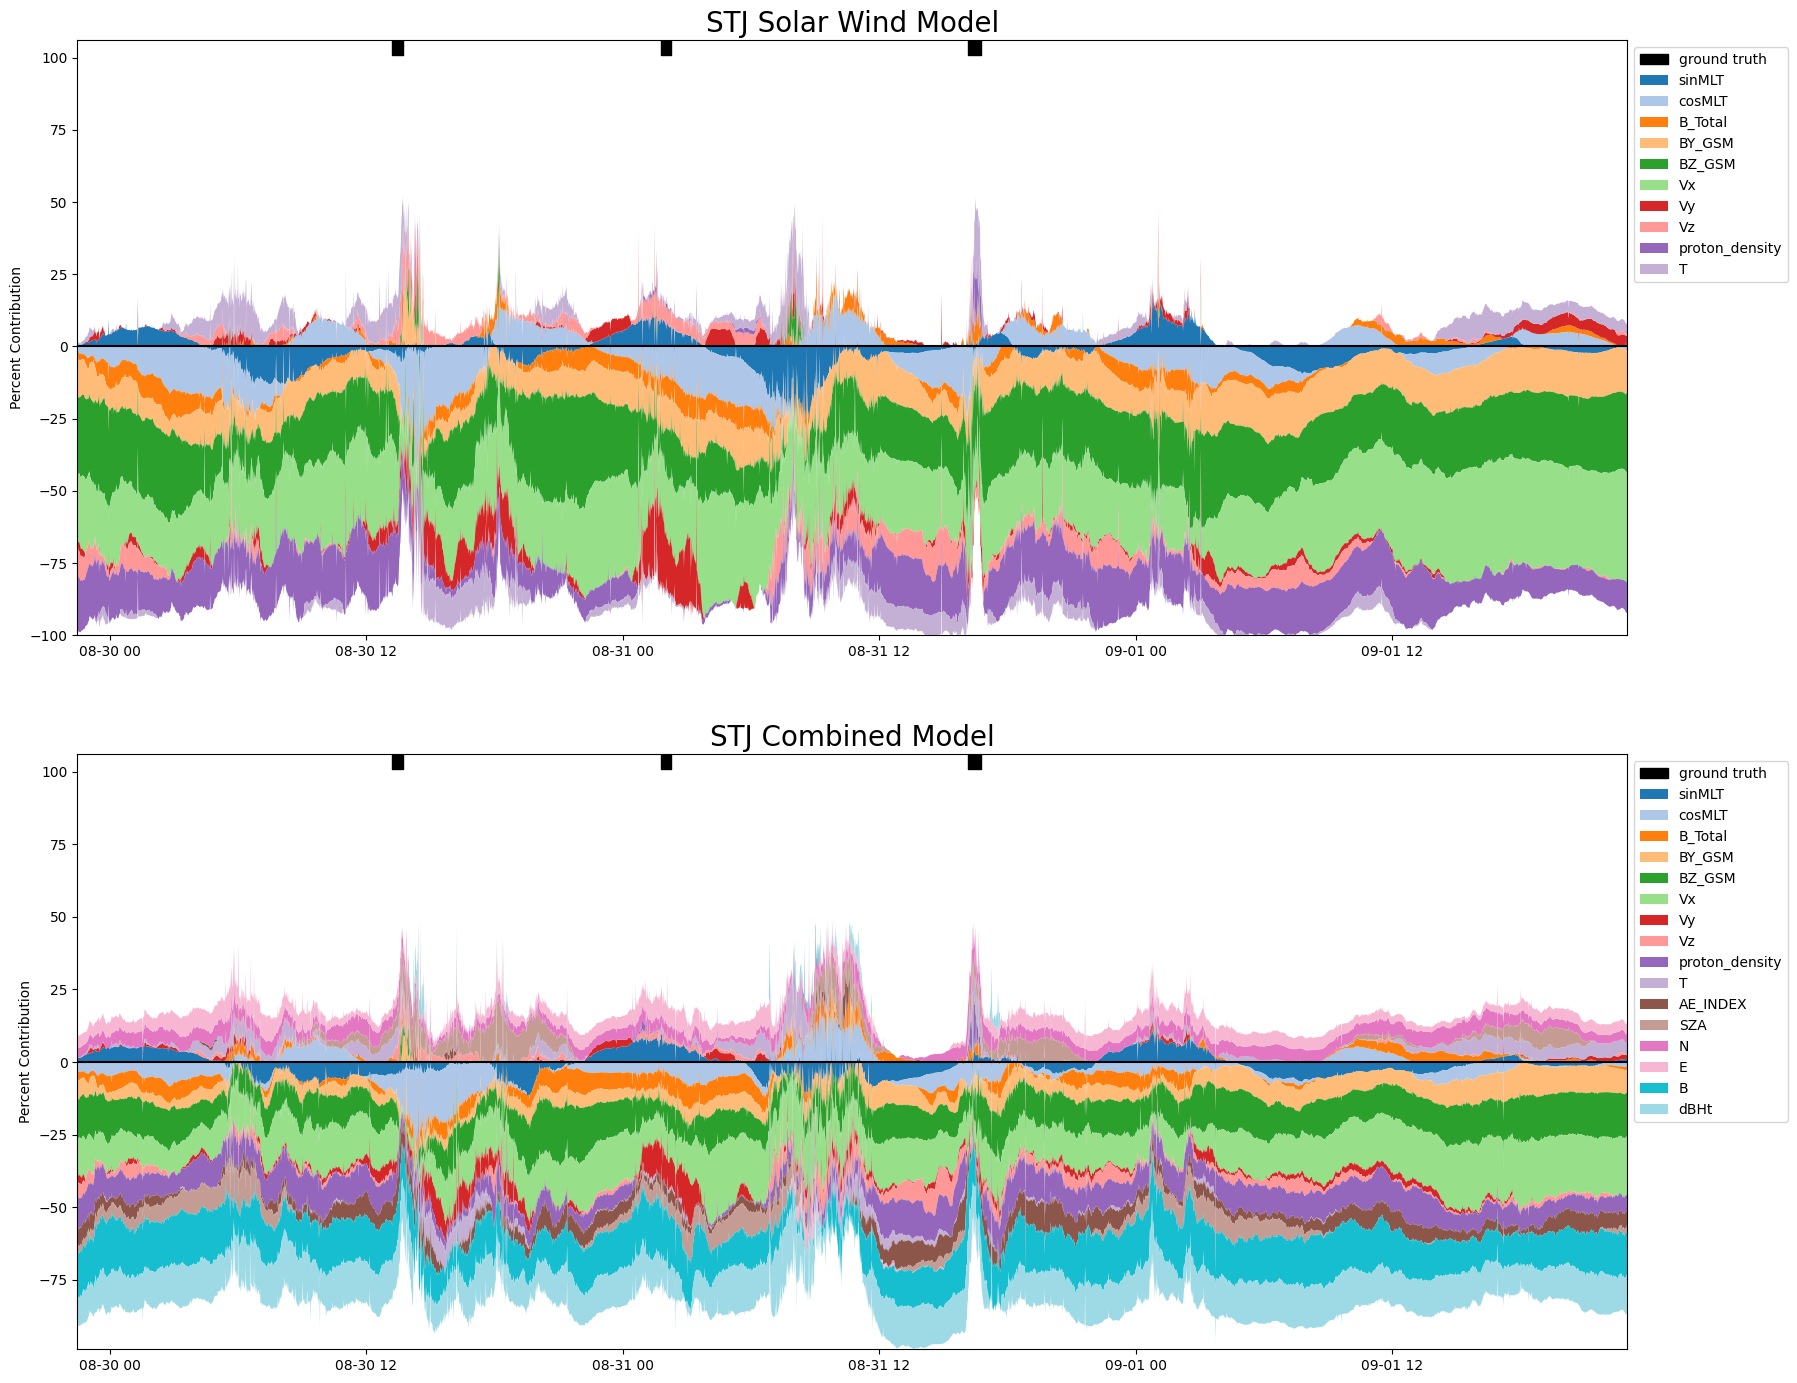 STJ Solar Wind Model
100
75
50
25
0
−25
−50
−75
−100
Percent Contribution
08-30 00
08-30 12
08-31 00
08-31 12
09-01 00
09-01 12
ground truth
sinMLT
cosMLT
B_Total
BY_GSM
BZ_GSM
Vx
Vy
Vz
proton_density
T
STJ Combined Model
100
75
50
25
0
−25
−50
−75
Percent Contribution
08-30 00
08-30 12
08-31 00
08-31 12
09-01 00
09-01 12
ground truth
sinMLT
cosMLT
B_Total
BY_GSM
BZ_GSM
Vx
Vy
Vz
proton_density
T
AE_INDEX
SZA
N
E
B
dBHt